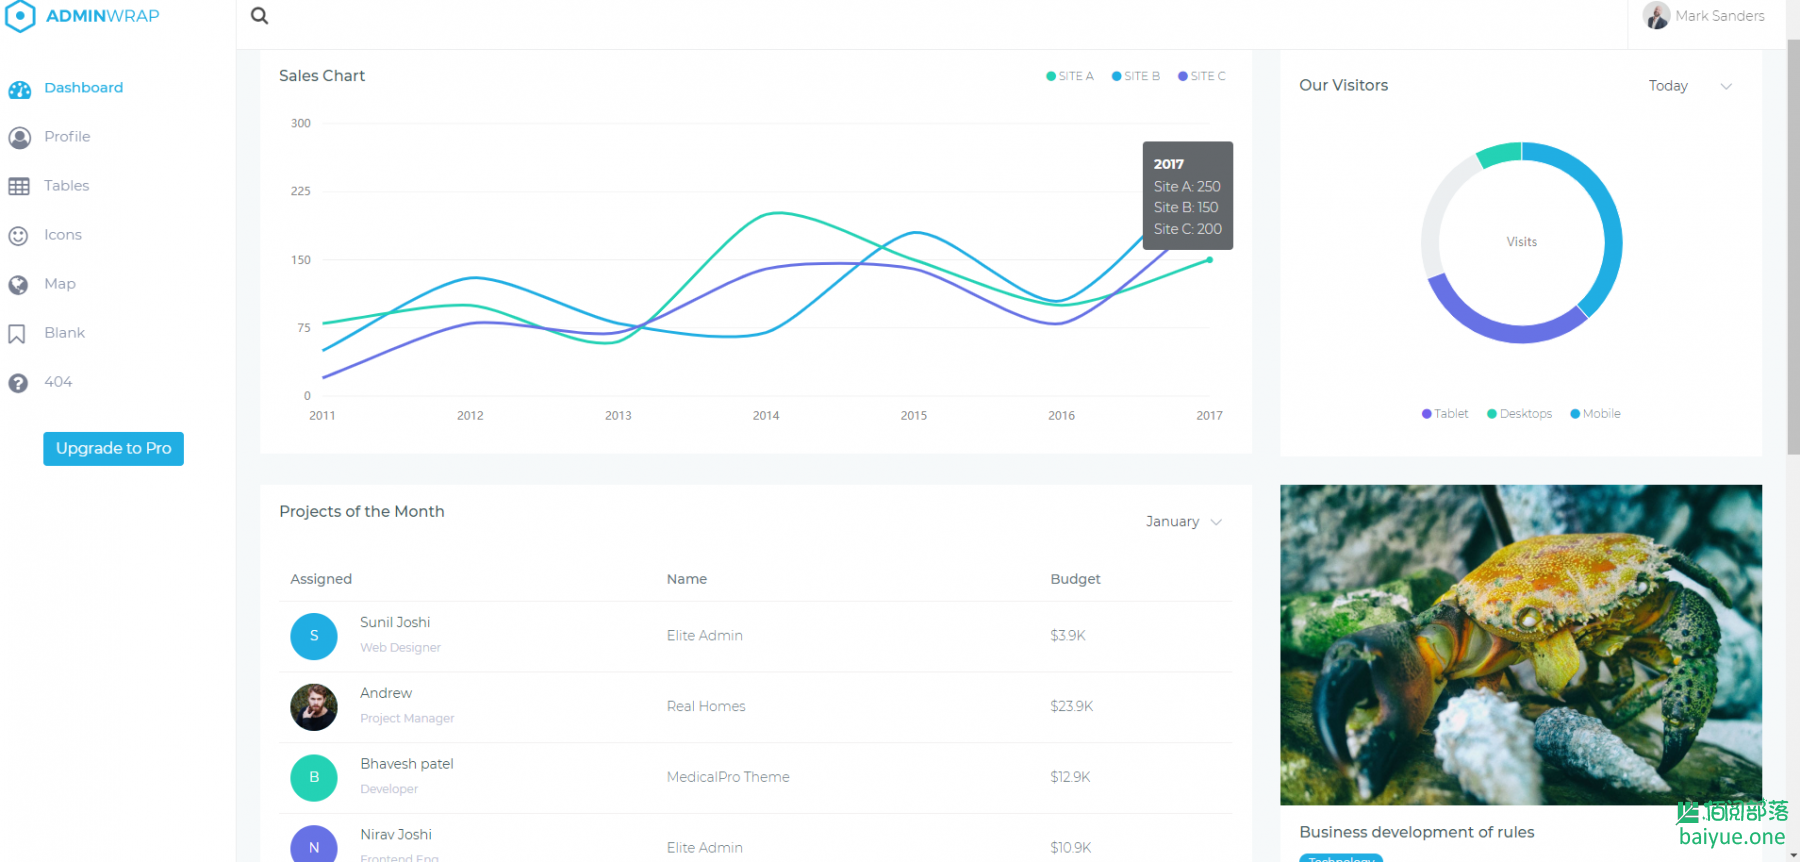 ADMINWRAP
Mark Sanders
Dashboard
Profile
Tables
Icons
Map
Blank
404
Upgrade to Pro
Sales Chart
SITE A
SITE B
SITE C
300
225
150
75
0
2011
2012
2013
2014
2015
2016
2017
2017
Site A: 250
Site B: 150
Site C: 200
Our Visitors
Today
Visits
Tablet
Desktops
Mobile
Projects of the Month
January
Assigned
Name
Budget
S
Sunil Joshi
Web Designer
Elite Admin
$3.9K
Andrew
Project Manager
Real Homes
$23.9K
B
Bhavesh patel
Developer
MedicalPro Theme
$12.9K
N
Nirav Joshi
Frontend Eng
Elite Admin
$10.9K
Business development of rules
Technology
佰阅部落
baiyue.one